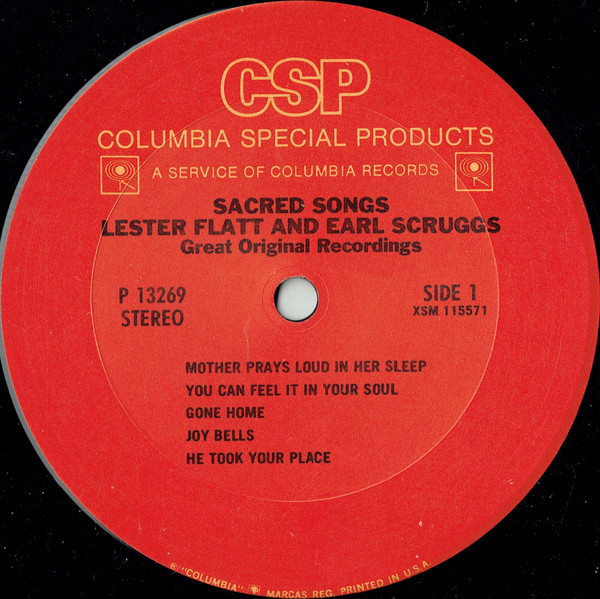 CSP
COLUMBIA SPECIAL PRODUCTS
A SERVICE OF COLUMBIA RECORDS
SACRED SONGS
LESTER FLATT AND EARL SCRUGGS
Great Original Recordings
P 13269
STEREO
SIDE 1
XSM 115571
MOTHER PRAYS LOUD IN HER SLEEP
YOU CAN FEEL IT IN YOUR SOUL
GONE HOME
JOY BELLS
HE TOOK YOUR PLACE
® "COLUMBIA" MARCAS REG. PRINTED IN U.S.A.